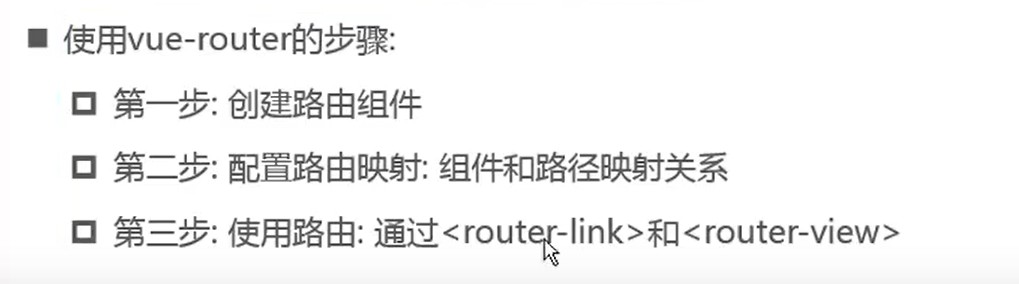 使用vue-router的步骤:
第一步: 创建路由组件
第二步: 配置路由映射: 组件和路径映射关系
第三步: 使用路由: 通过<router-link>和<router-view>